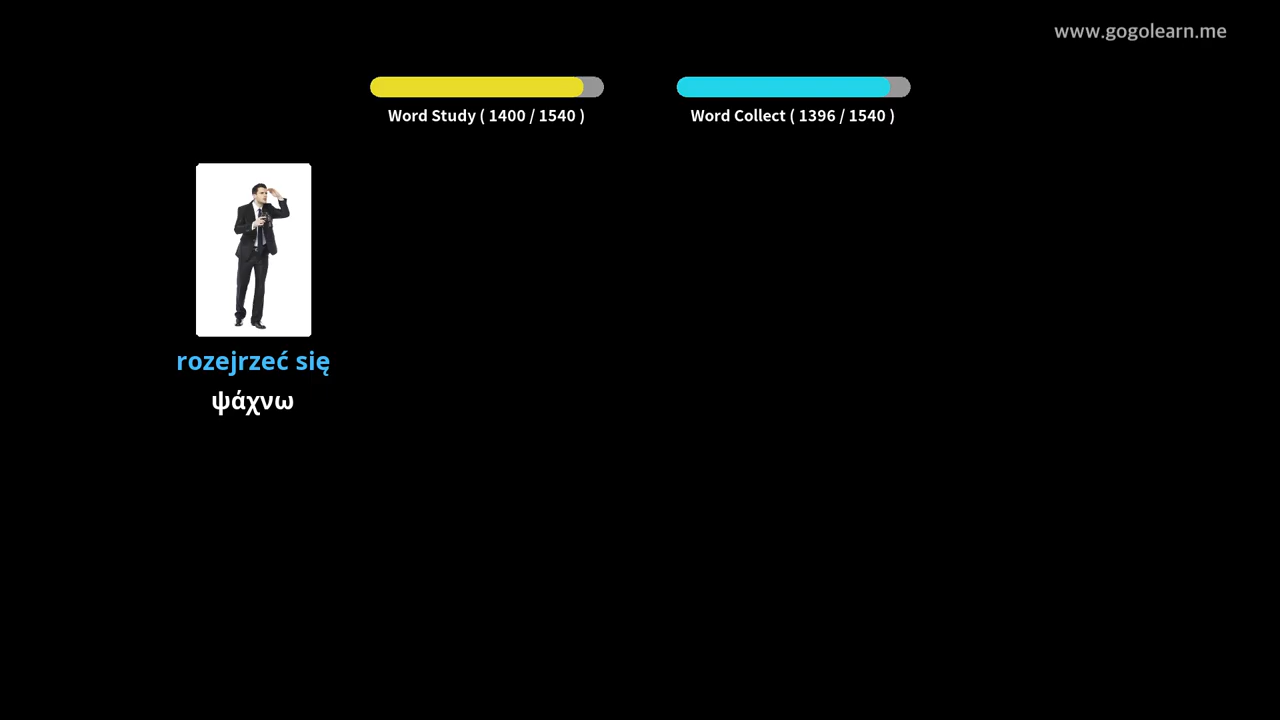 www.gogolearn.me
Word Study ( 1400 / 1540 )
Word Collect ( 1396 / 1540 )
rozejrzeć się
ψάχνω